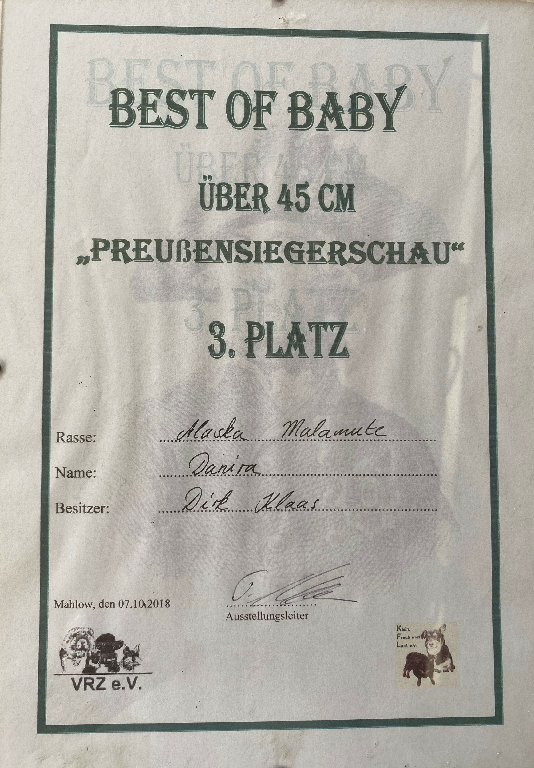 BEST OF BABY
ÜBER 45 CM
„PREUßENSIEGERSCHAU“
3. PLATZ
Rasse: Alaska Malamute
Name: Danira
Besitzer: Dirk Klaas
Mahlow, den 07.10.2018
Ausstellungsleiter
VRZ e.V.